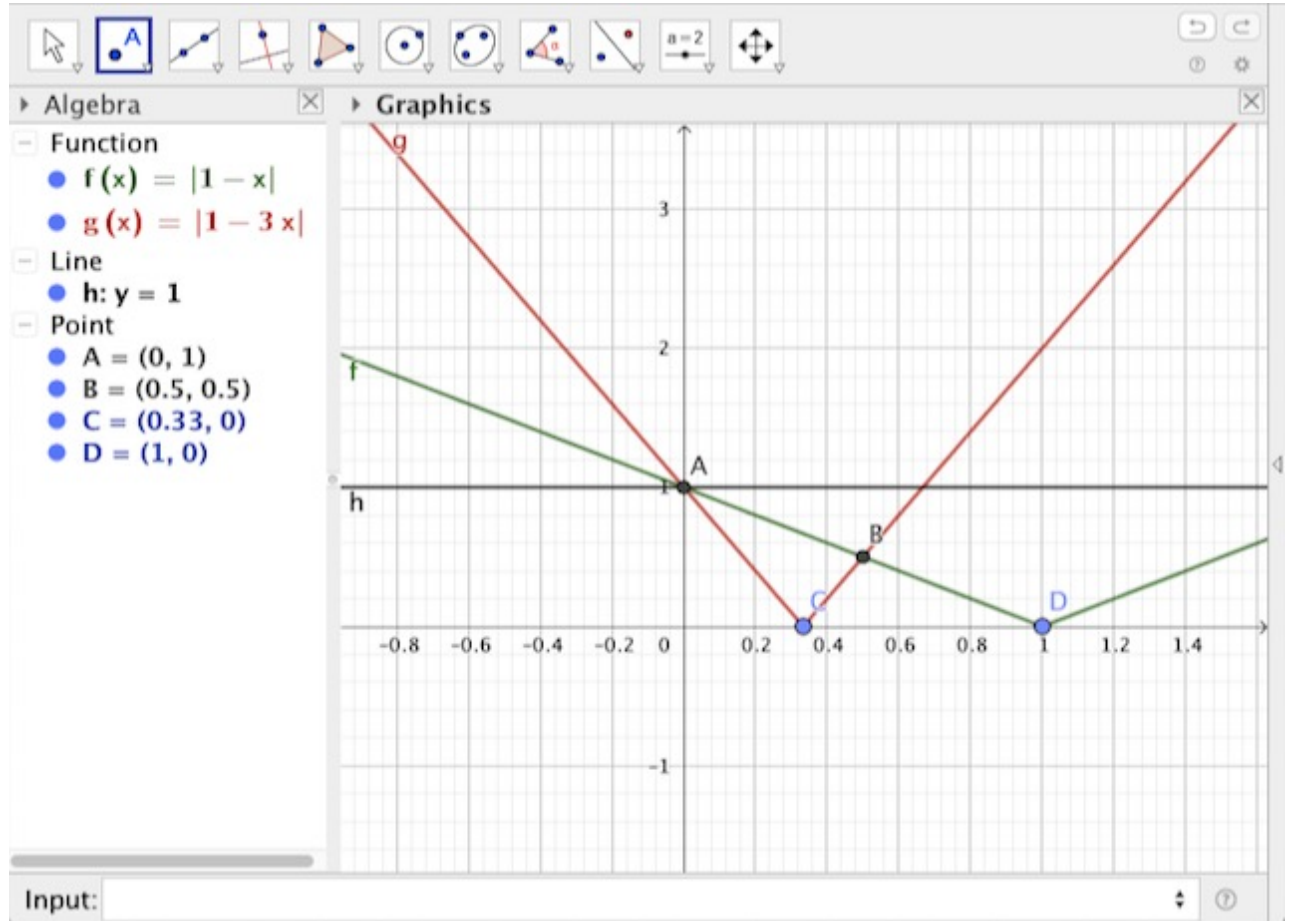 A
α
a=2
Algebra
Graphics
Function
f (x) = |1 − x|
g (x) = |1 − 3 x|
Line
h: y = 1
Point
A = (0, 1)
B = (0.5, 0.5)
C = (0.33, 0)
D = (1, 0)
g
3
2
f
A
1
h
B
C
D
-0.8 -0.6 -0.4 -0.2 0 0.2 0.4 0.6 0.8 1 1.2 1.4
-1
Input: